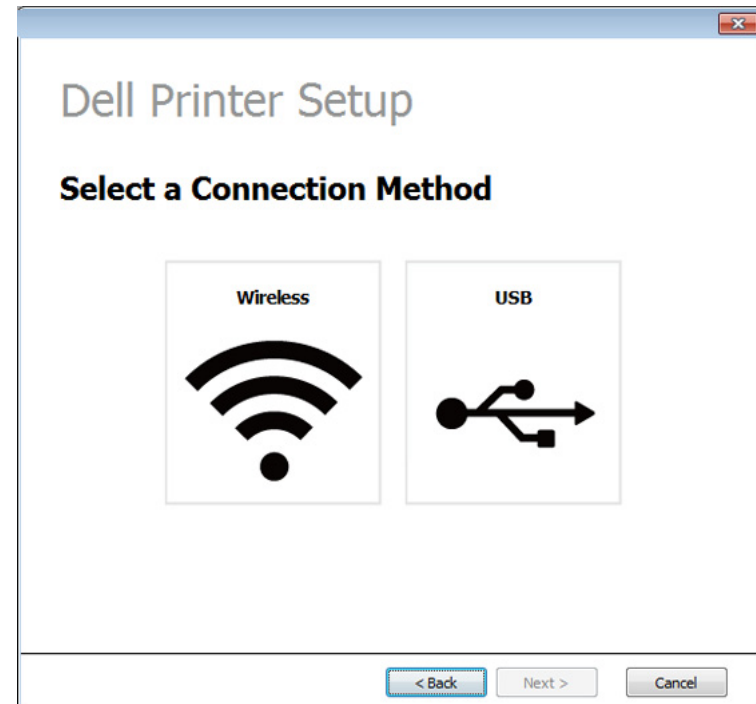 Dell Printer Setup
Select a Connection Method
Wireless USB
< Back Next > Cancel